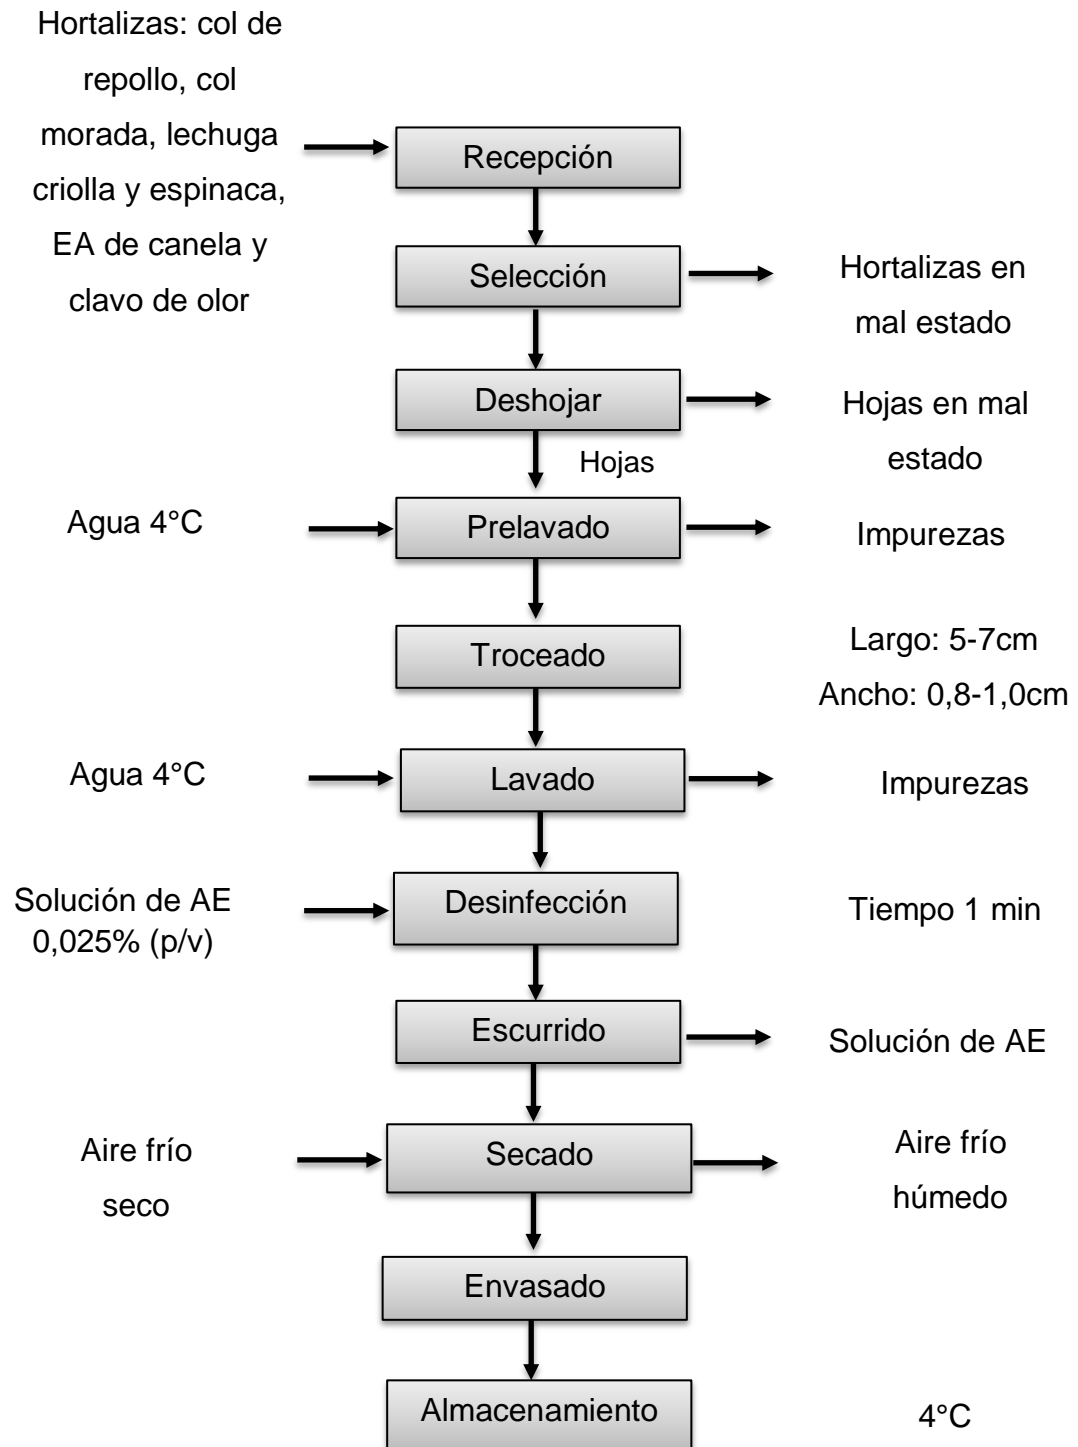 Hortalizas: col de
repollo, col
morada, lechuga
criolla y espinaca,
EA de canela y
clavo de olor
Recepción
Selección
Hortalizas en
mal estado
Deshojar
Hojas en mal
estado
Hojas
Agua 4°C
Prelavado
Impurezas
Troceado
Largo: 5-7cm
Ancho: 0,8-1,0cm
Agua 4°C
Lavado
Impurezas
Solución de AE
0,025% (p/v)
Desinfección
Tiempo 1 min
Escurrido
Solución de AE
Aire frío
seco
Secado
Aire frío
húmedo
Envasado
Almacenamiento
4°C